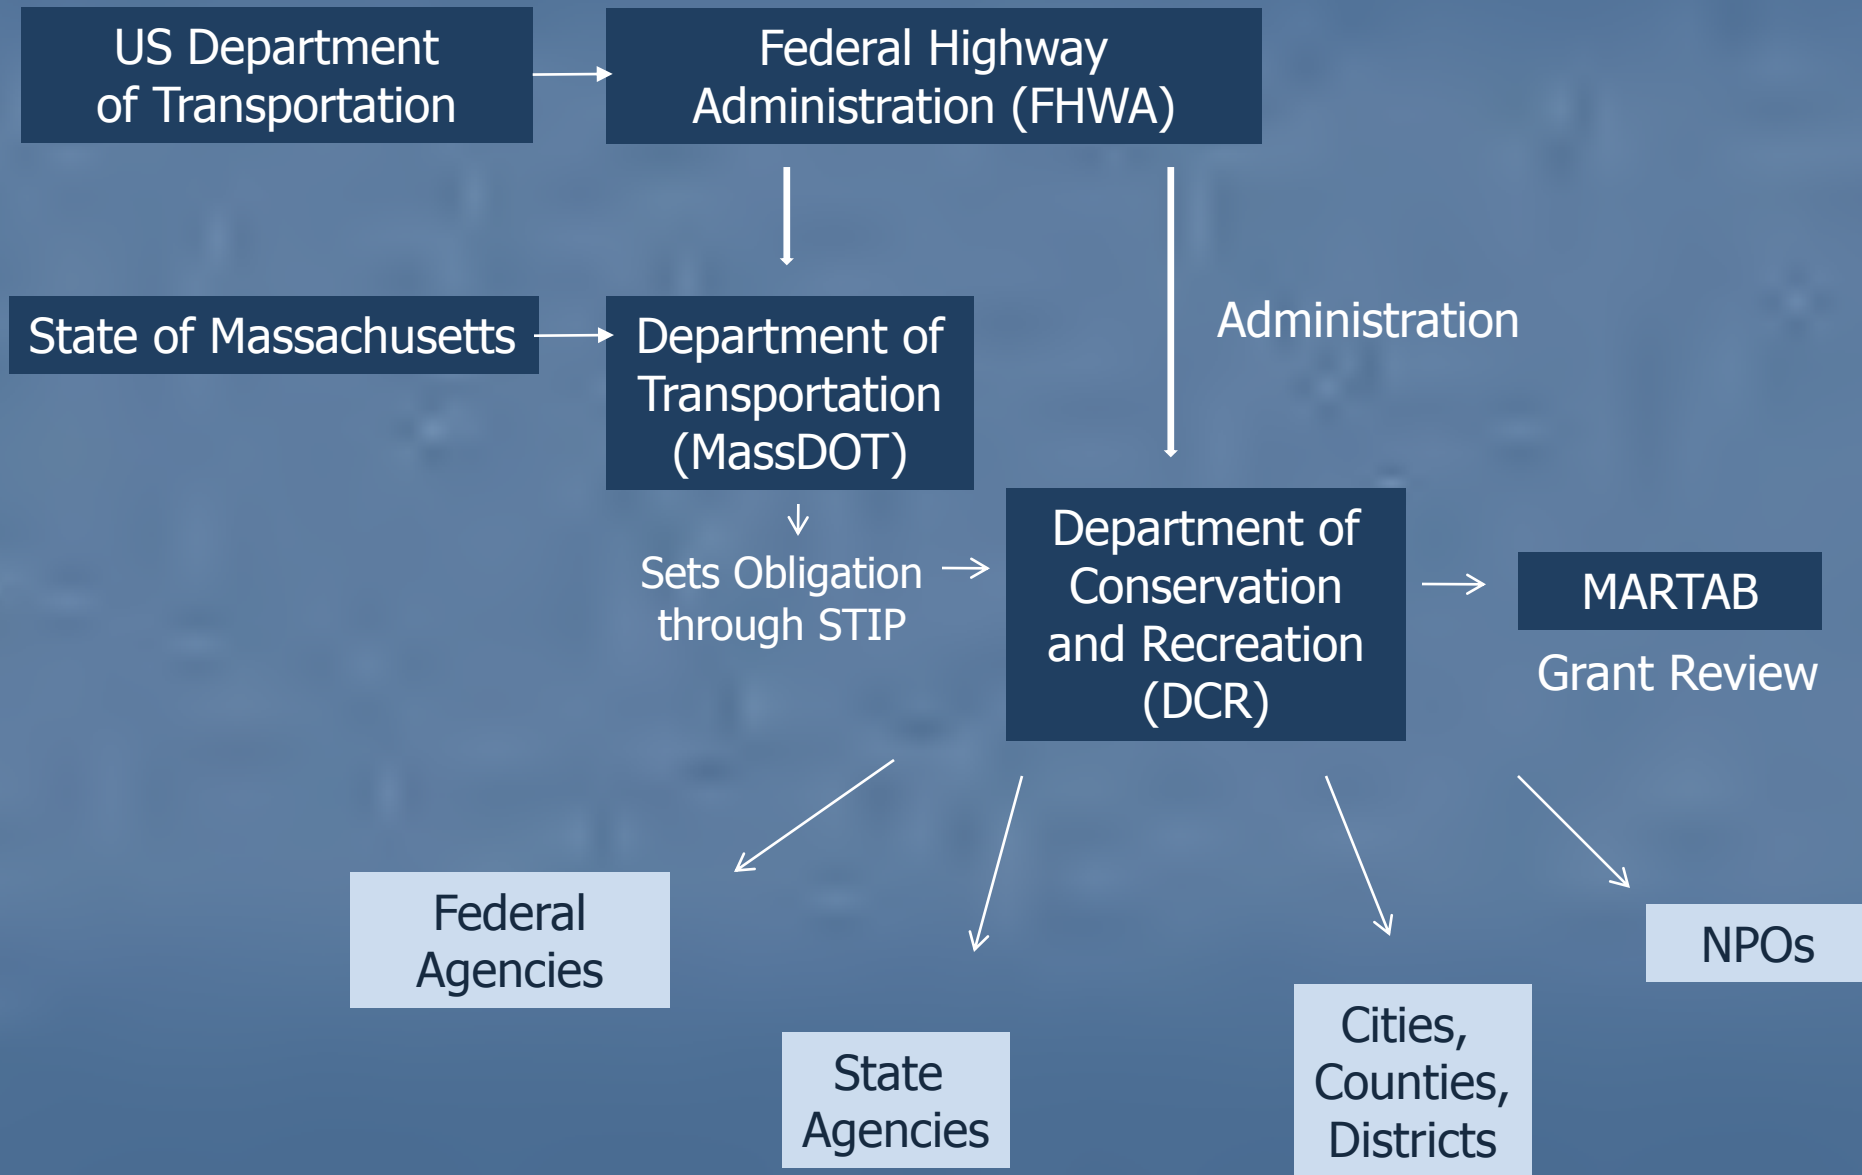 US Department
of Transportation
Federal Highway
Administration (FHWA)
State of Massachusetts
Department of
Transportation
(MassDOT)
Administration
Sets Obligation
through STIP
Department of
Conservation
and Recreation
(DCR)
MARTAB
Grant Review
Federal
Agencies
State
Agencies
Cities,
Counties,
Districts
NPOs